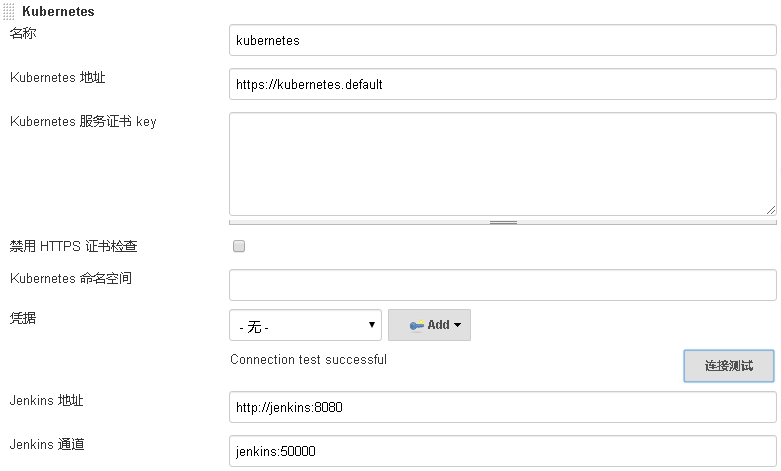 Kubernetes
名称
kubernetes
Kubernetes 地址
https://kubernetes.default
Kubernetes 服务证书 key
禁用 HTTPS 证书检查
Kubernetes 命名空间
凭据
- 无 -
Add
Connection test successful
连接测试
Jenkins 地址
http://jenkins:8080
Jenkins 通道
jenkins:50000